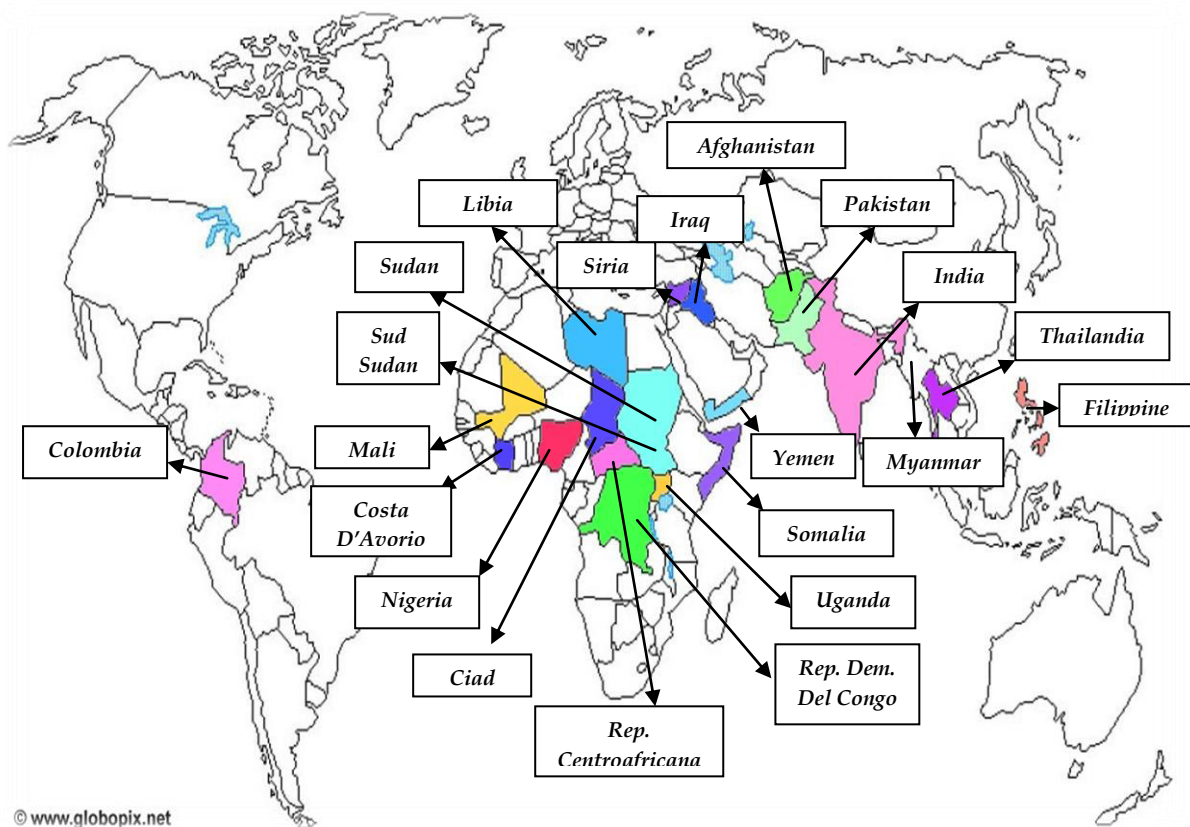 Afghanistan
Libia
Iraq
Pakistan
Sudan
Siria
India
Sud
Sudan
Thailandia
Filippine
Colombia
Mali
Yemen
Myanmar
Costa
D'Avorio
Somalia
Nigeria
Uganda
Ciad
Rep. Dem.
Del Congo
Rep.
Centroafricana
© www.globopix.net